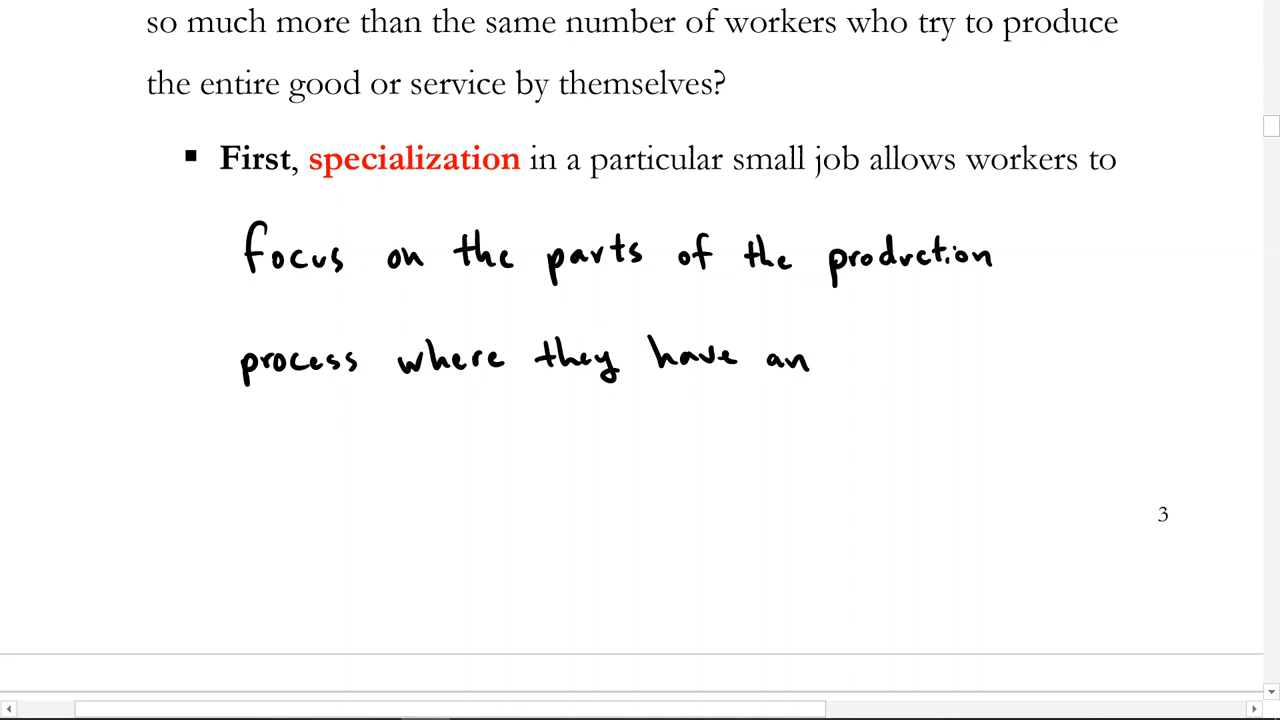 so much more than the same number of workers who try to produce
the entire good or service by themselves?
▪ First, specialization in a particular small job allows workers to
focus on the parts of the production
process where they have an
3